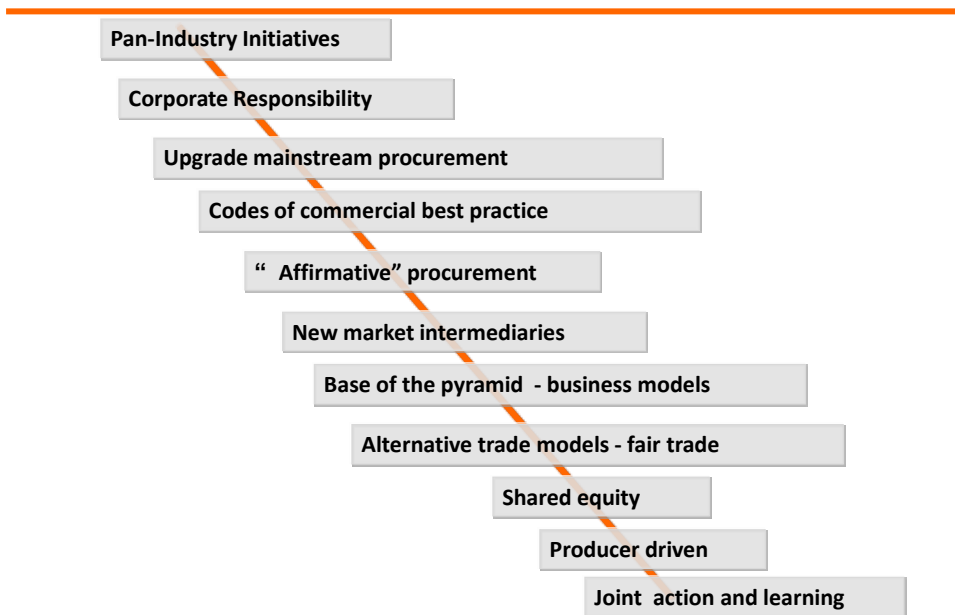 Pan-Industry Initiatives
Corporate Responsibility
Upgrade mainstream procurement
Codes of commercial best practice
“ Affirmative” procurement
New market intermediaries
Base of the pyramid - business models
Alternative trade models - fair trade
Shared equity
Producer driven
Joint action and learning